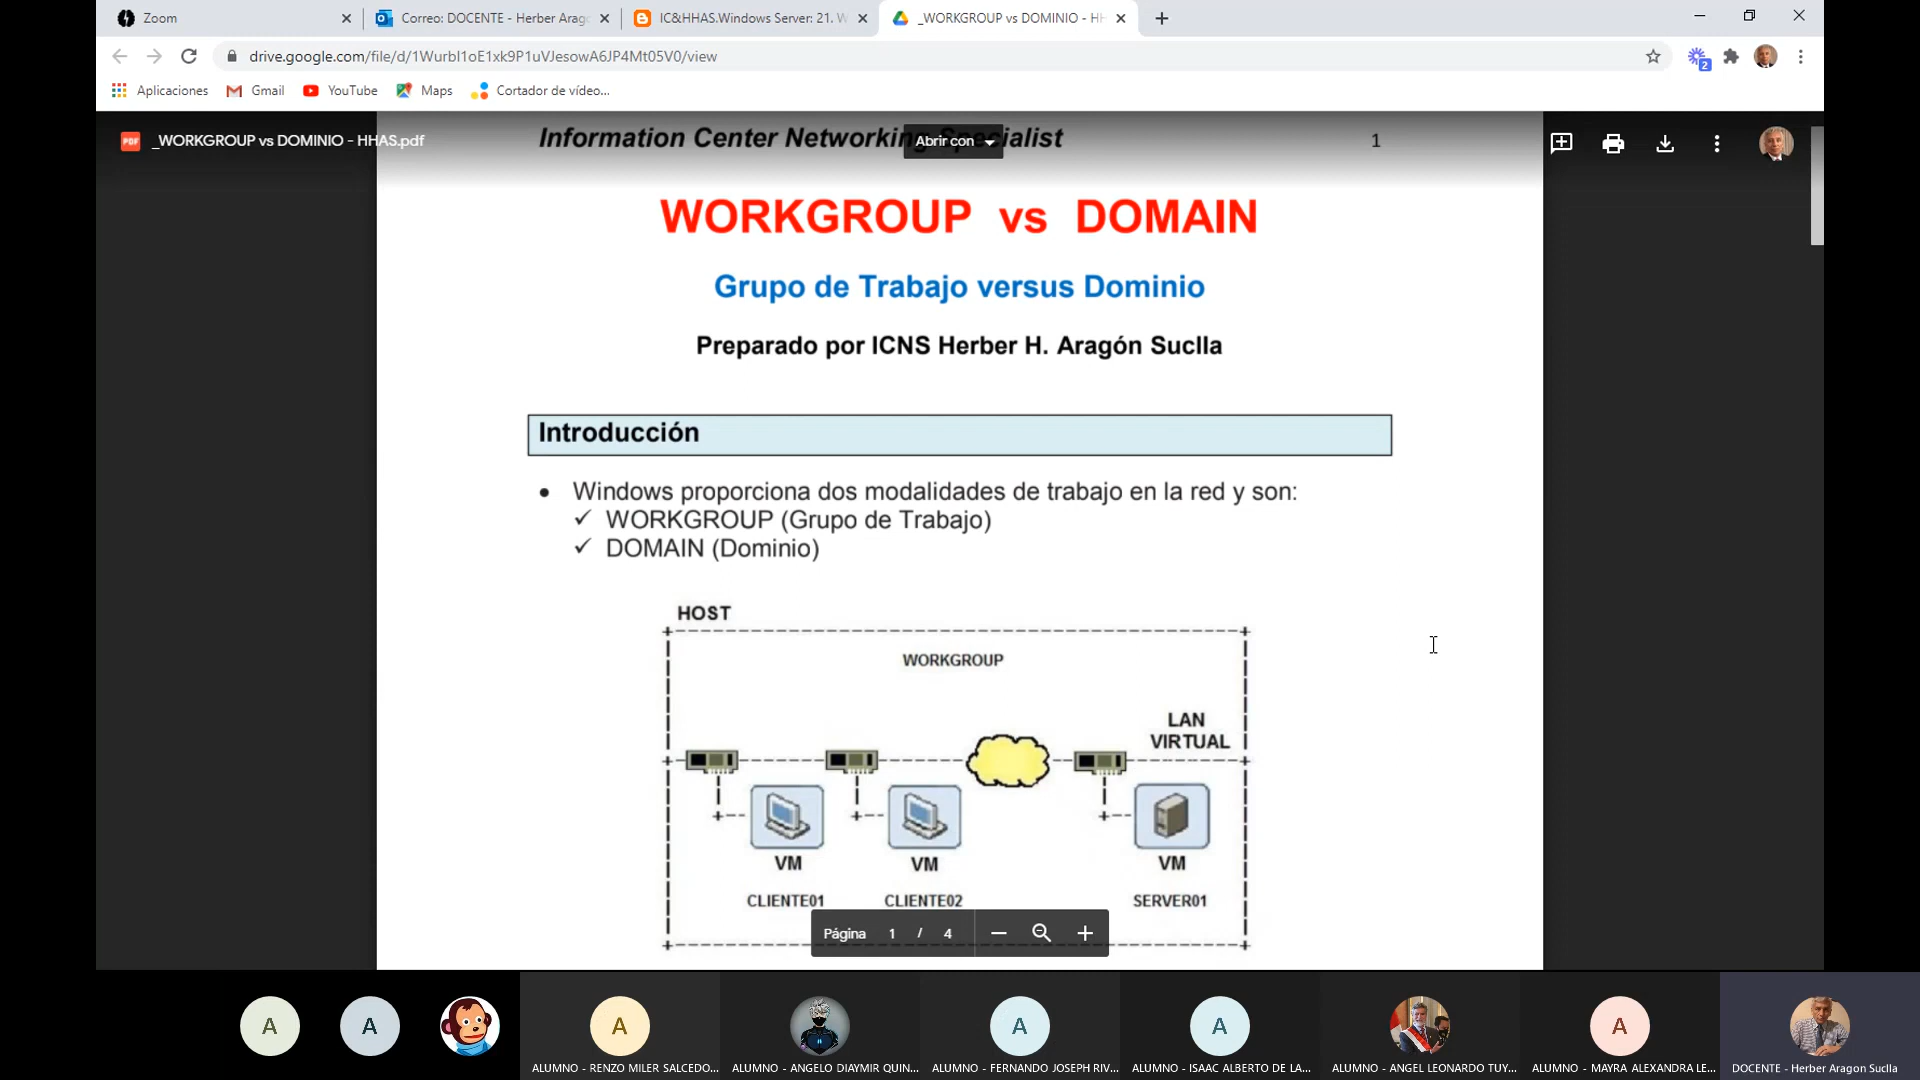 Zoom
Correo: DOCENTE - Herber Arag
IC&HHAS.Windows Server: 21. W
_WORKGROUP vs DOMINIO - HH
drive.google.com/file/d/1Wurbl1oE1xk9P1uVJesowA6JP4Mt05V0/view
2
Aplicaciones
Gmail
YouTube
Maps
Cortador de vídeo...
PDF
_WORKGROUP vs DOMINIO - HHAS.pdf
Information Center Networking Specialist
1
Abrir con
WORKGROUP vs DOMAIN
Grupo de Trabajo versus Dominio
Preparado por ICNS Herber H. Aragón Suclla
Introducción
• Windows proporciona dos modalidades de trabajo en la red y son:
✓ WORKGROUP (Grupo de Trabajo)
✓ DOMAIN (Dominio)
HOST
WORKGROUP
LAN
VIRTUAL
VM
VM
VM
CLIENTE01
CLIENTE02
SERVER01
Página 1 / 4
A
A
A
A
A
A
ALUMNO - RENZO MILER SALCEDO...
ALUMNO - ANGELO DIAYMIR QUIN...
ALUMNO - FERNANDO JOSEPH RIV...
ALUMNO - ISAAC ALBERTO DE LA...
ALUMNO - ANGEL LEONARDO TUY...
ALUMNO - MAYRA ALEXANDRA LE...
DOCENTE - Herber Aragon Suclla